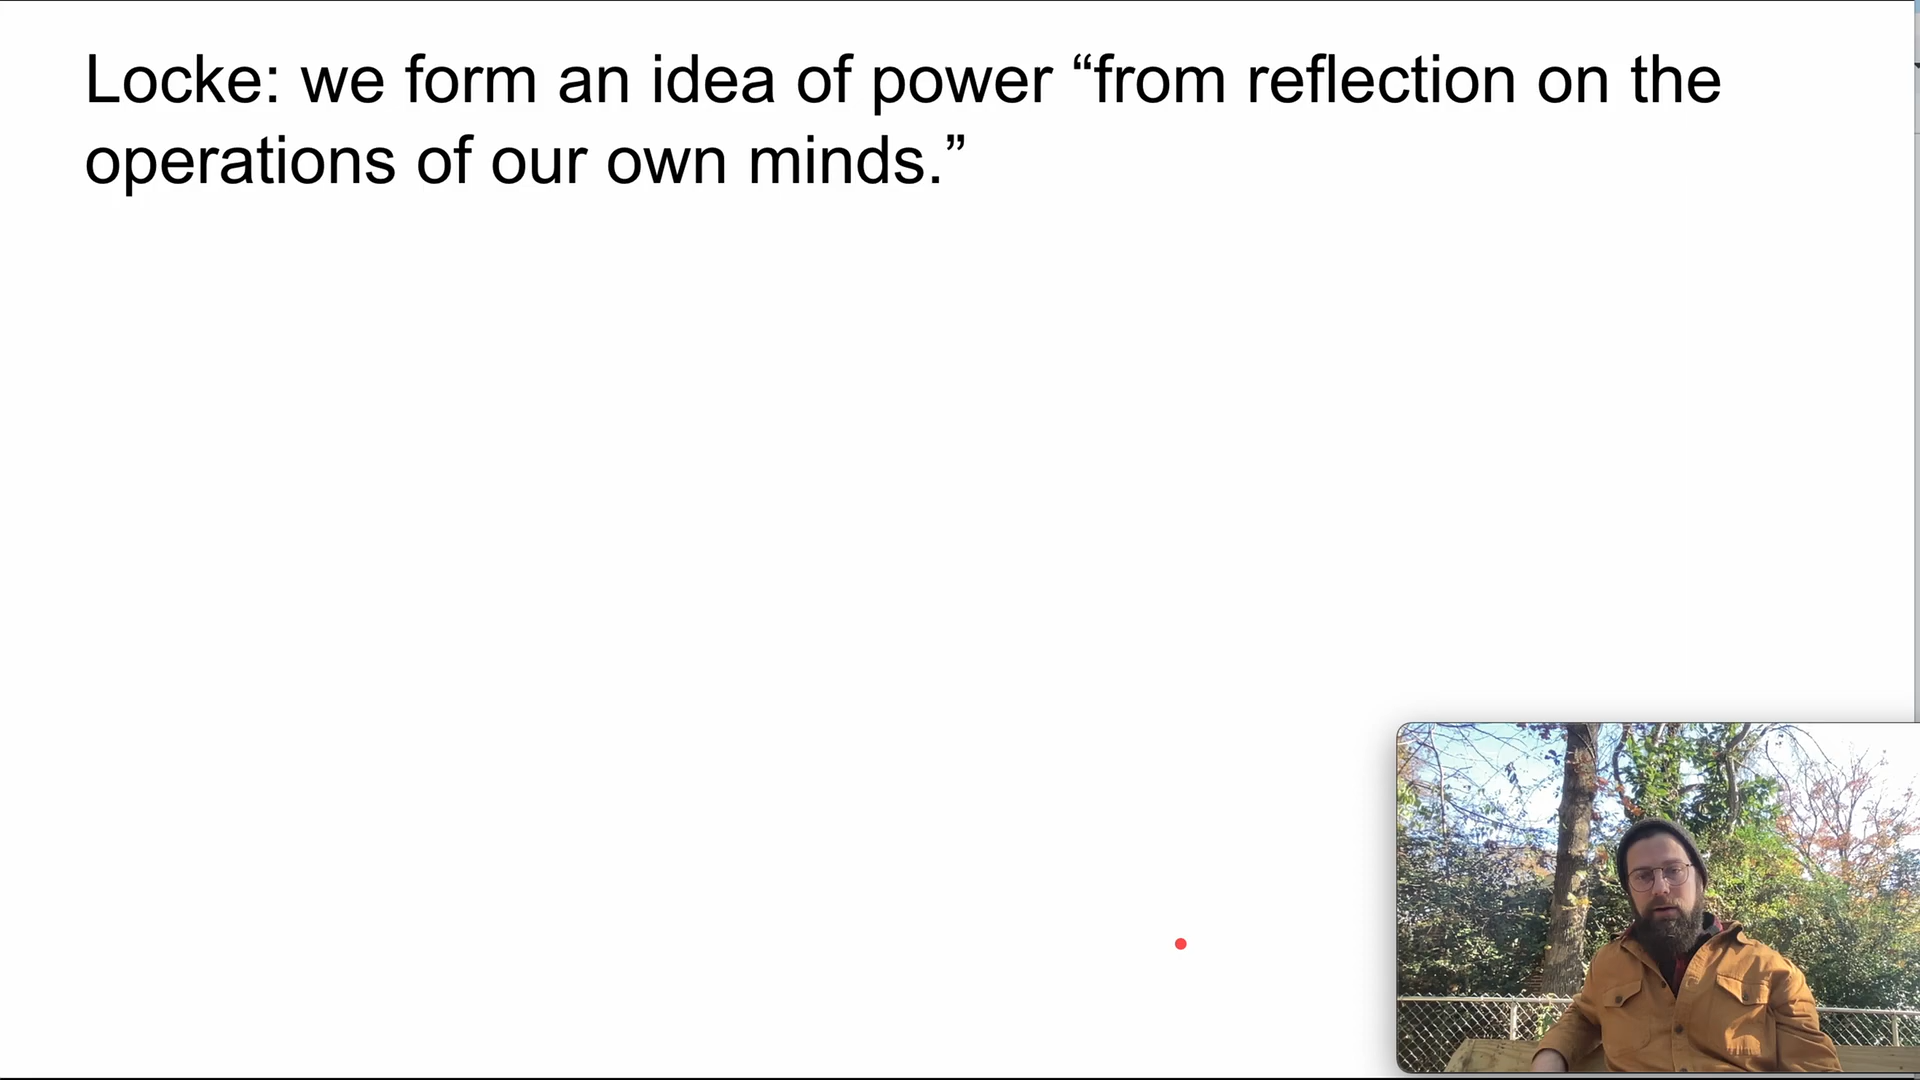 Locke: we form an idea of power “from reflection on the
operations of our own minds.”